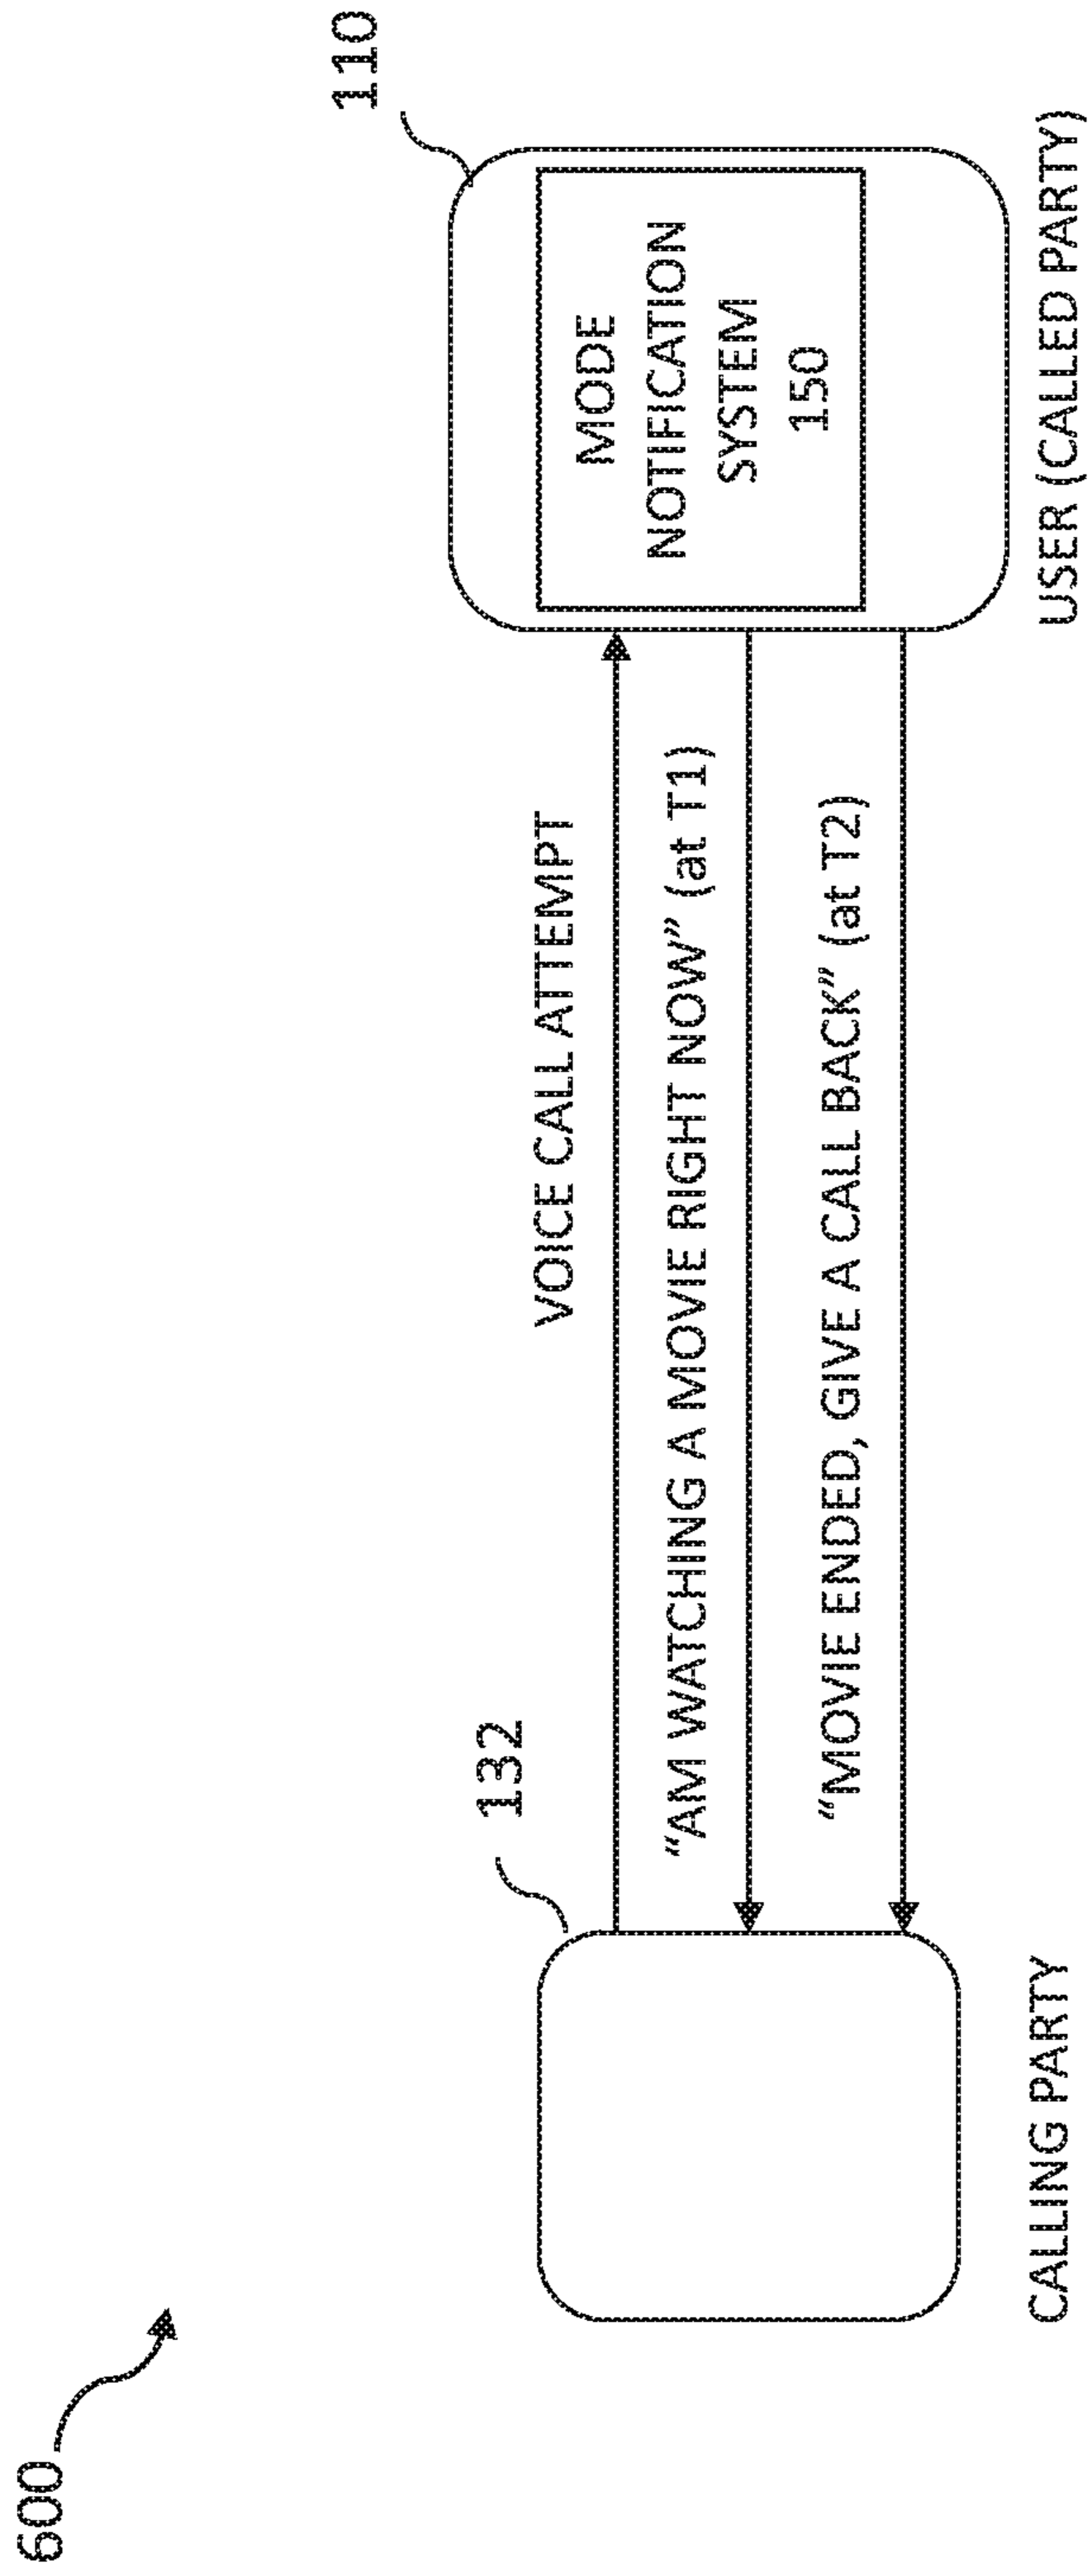 600
110
132
VOICE CALL ATTEMPT
“AM WATCHING A MOVIE RIGHT NOW” (at T1)
“MOVIE ENDED, GIVE A CALL BACK” (at T2)
MODE
NOTIFICATION
SYSTEM
150
CALLING PARTY
USER (CALLED PARTY)